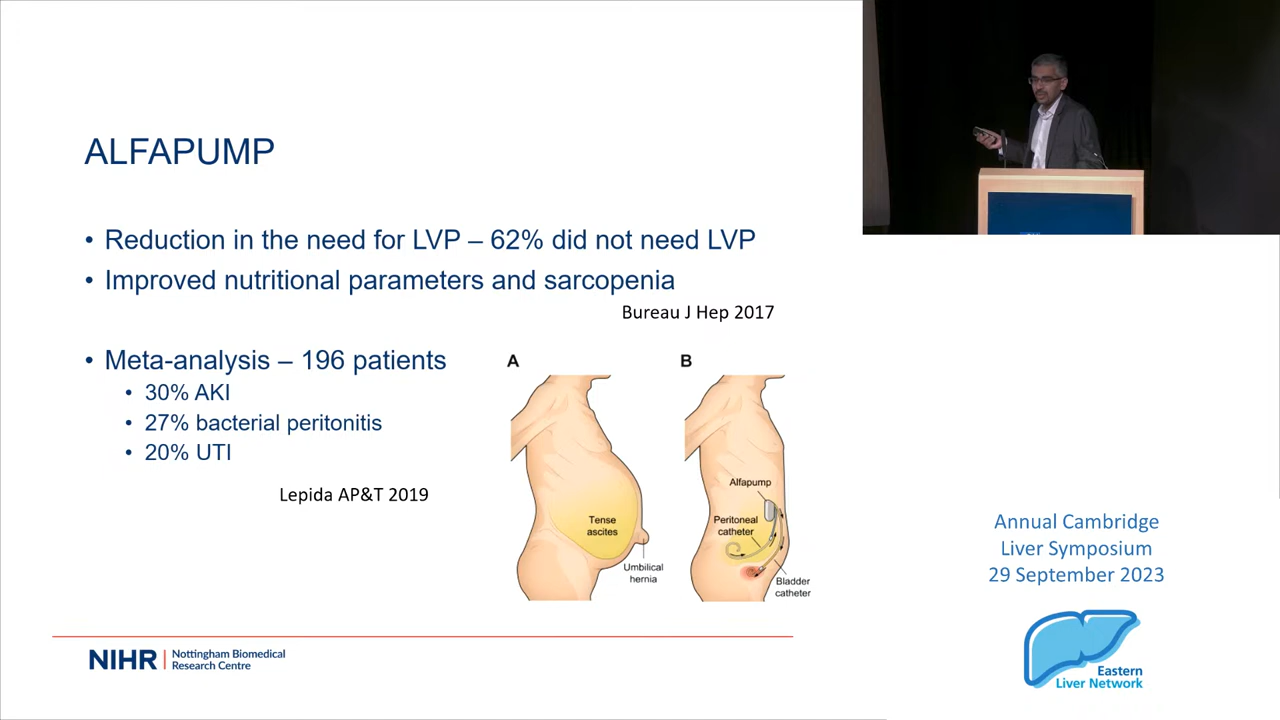 ALFAPUMP
• Reduction in the need for LVP – 62% did not need LVP
• Improved nutritional parameters and sarcopenia
Bureau J Hep 2017
• Meta-analysis – 196 patients
• 30% AKI
• 27% bacterial peritonitis
• 20% UTI
Lepida AP&T 2019
A
Tense
ascites
Umbilical
hernia
B
Alfapump
Peritoneal
catheter
Bladder
catheter
NIHR | Nottingham Biomedical
Research Centre
Annual Cambridge
Liver Symposium
29 September 2023
Eastern
Liver Network